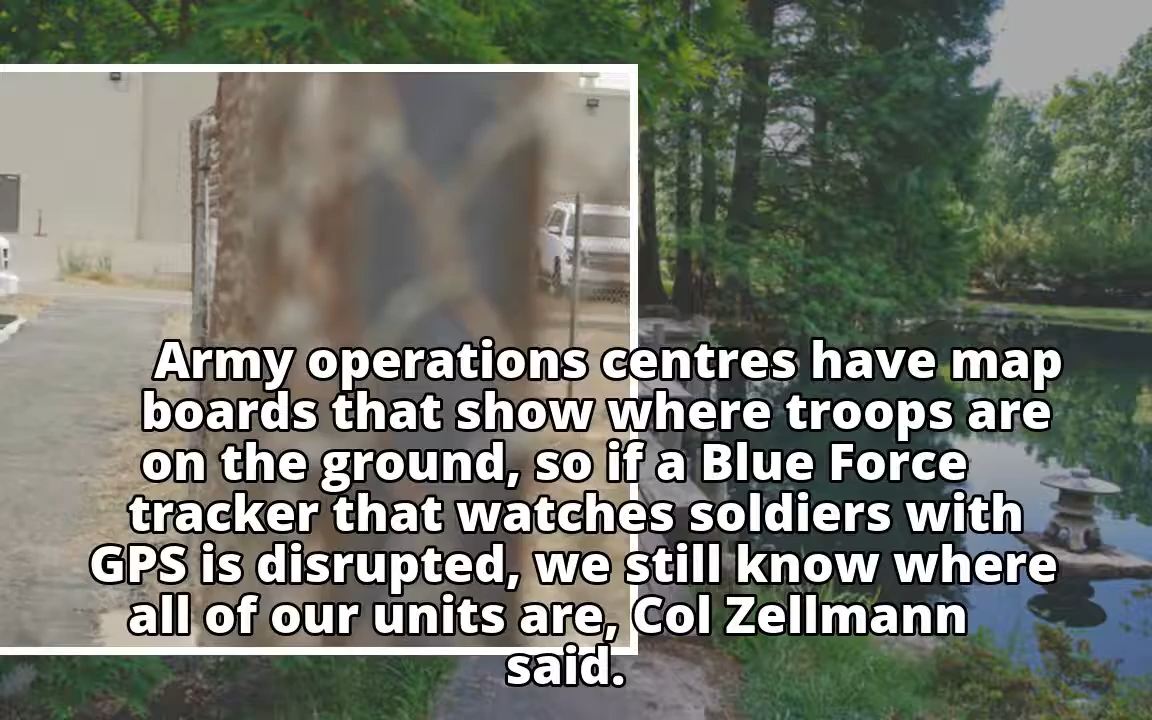 Army operations centres have map
boards that show where troops are
on the ground, so if a Blue Force
tracker that watches soldiers with
GPS is disrupted, we still know where
all of our units are, Col Zellmann
said.